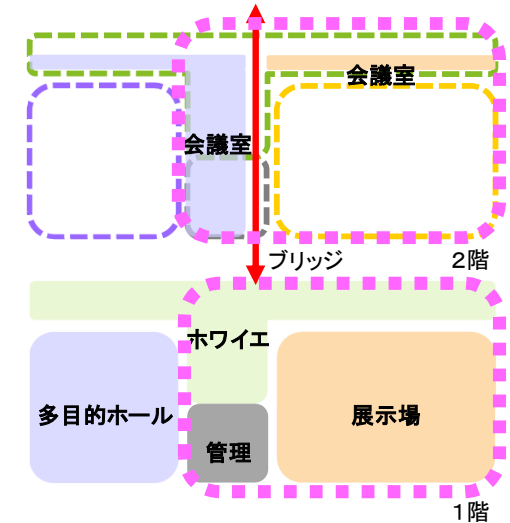 会議室
会議室
ブリッジ
2階
ホワイエ
多目的ホール
展示場
管理
1階